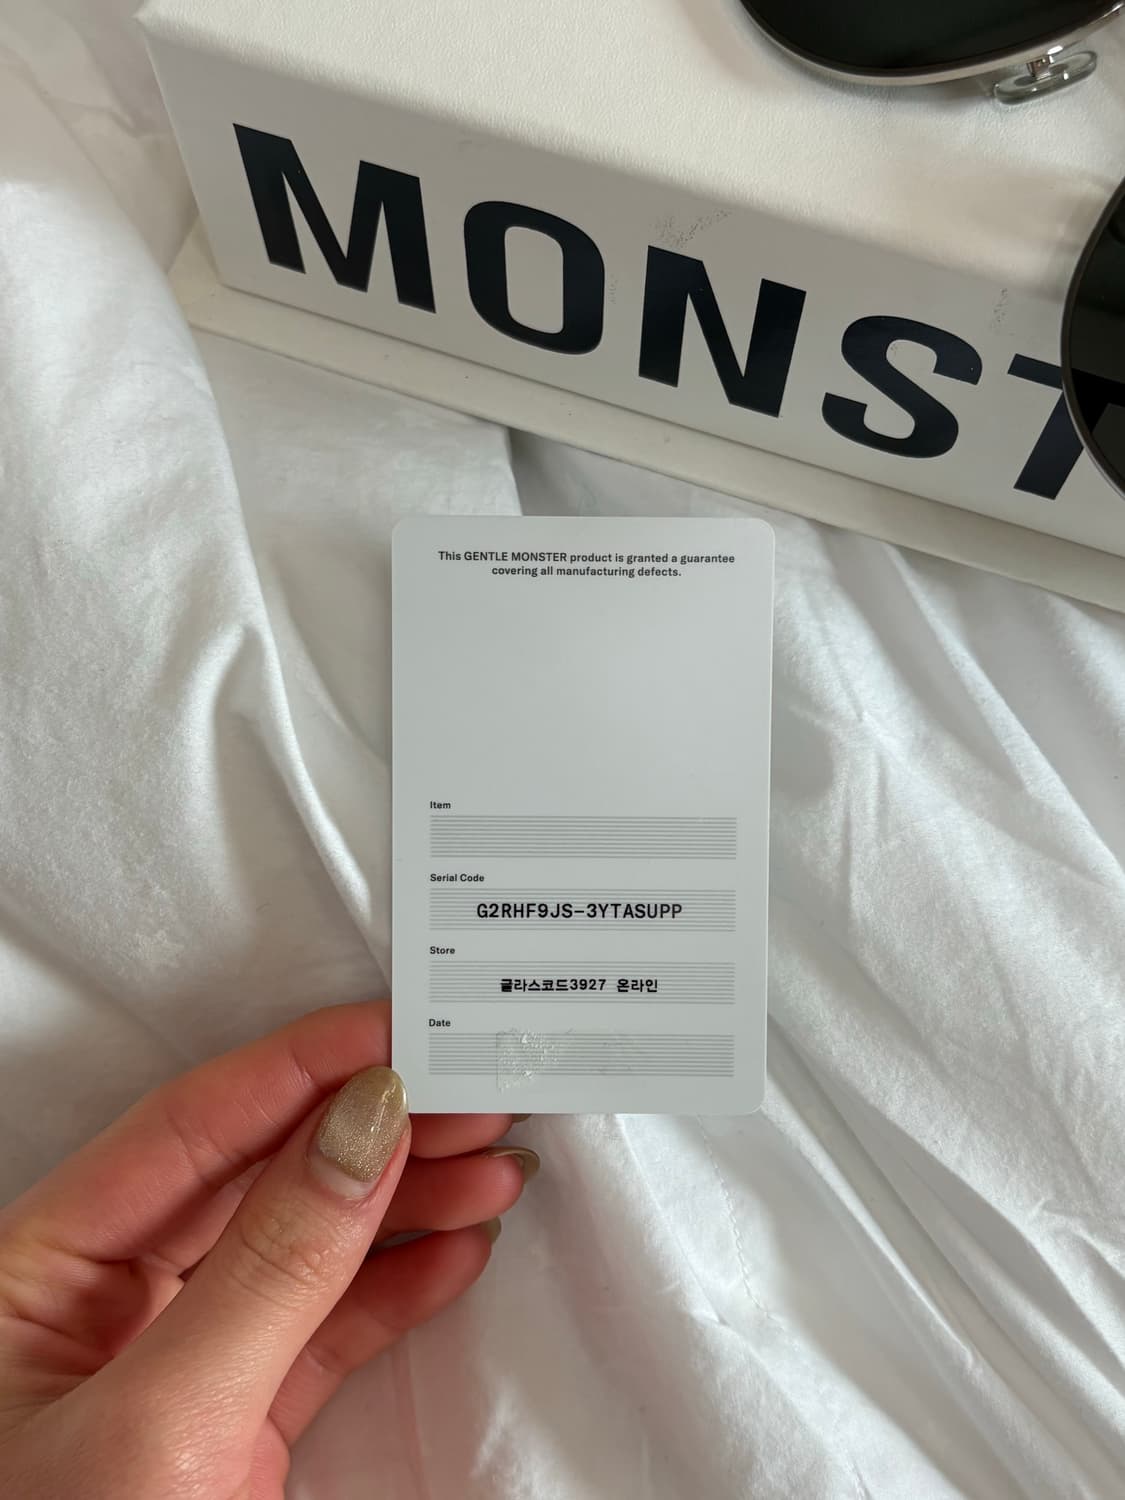 MONST
This GENTLE MONSTER product is granted a guarantee
covering all manufacturing defects.
Item
Serial Code
G2RHF9JS-3YTASUPP
Store
글라스코드3927 온라인
Date